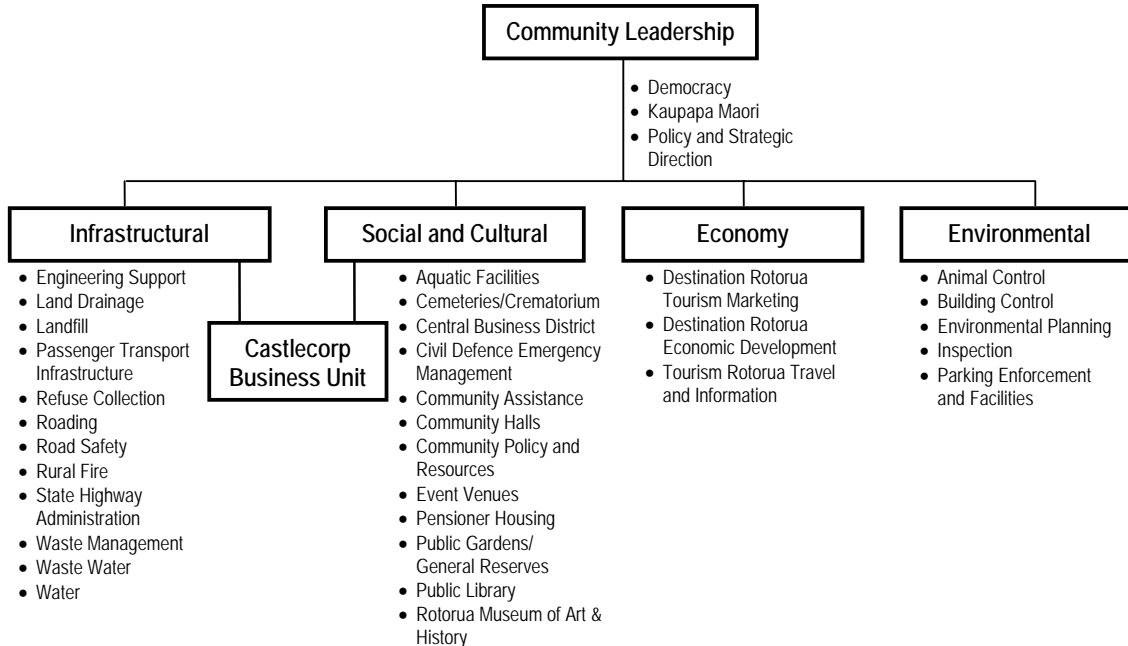 Community Leadership
• Democracy
• Kaupapa Maori
• Policy and Strategic
Direction
Infrastructural
• Engineering Support
• Land Drainage
• Landfill
• Passenger Transport
Infrastructure
• Refuse Collection
• Roading
• Road Safety
• Rural Fire
• State Highway
Administration
• Waste Management
• Waste Water
• Water
Castlecorp
Business Unit
Social and Cultural
• Aquatic Facilities
• Cemeteries/Crematorium
• Central Business District
• Civil Defence Emergency
Management
• Community Assistance
• Community Halls
• Community Policy and
Resources
• Event Venues
• Pensioner Housing
• Public Gardens/
General Reserves
• Public Library
• Rotorua Museum of Art &
History
Economy
• Destination Rotorua
Tourism Marketing
• Destination Rotorua
Economic Development
• Tourism Rotorua Travel
and Information
Environmental
• Animal Control
• Building Control
• Environmental Planning
• Inspection
• Parking Enforcement
and Facilities